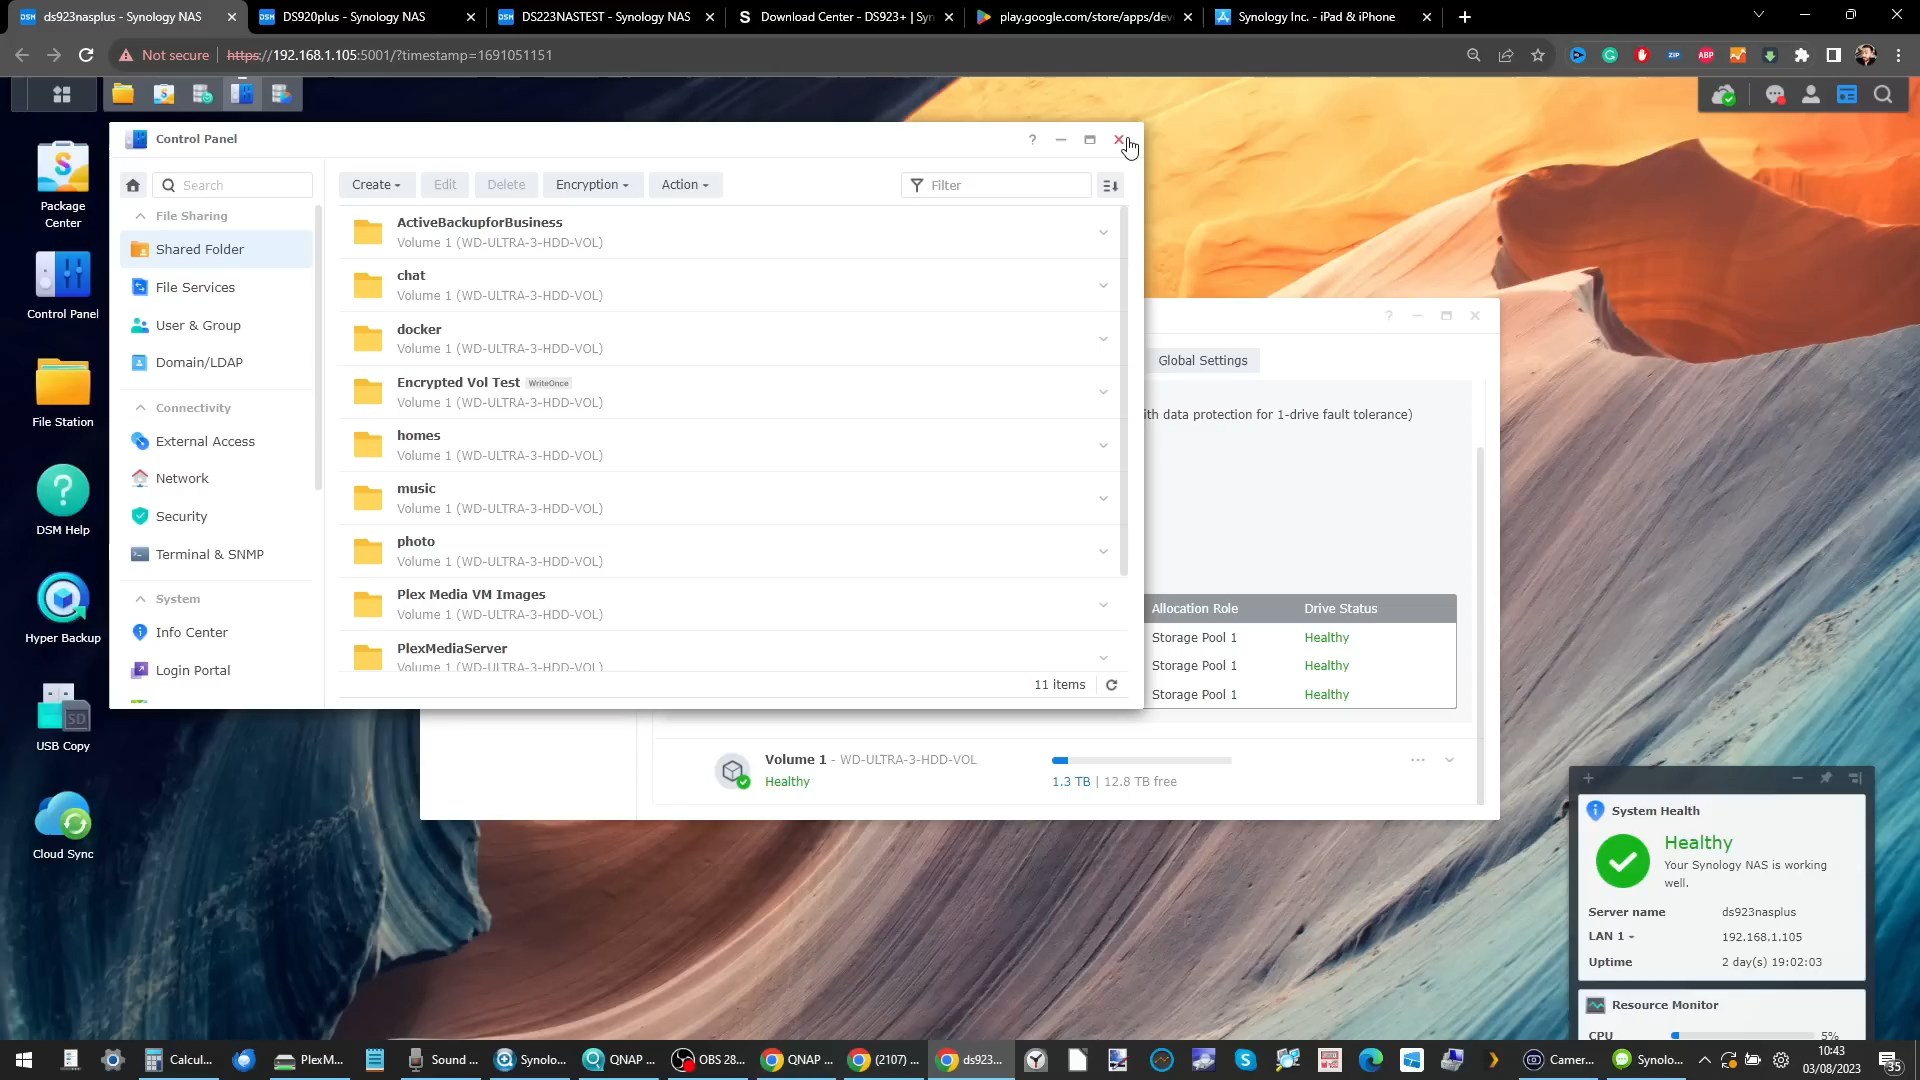 ds923nasplus - Synology NAS
DS920plus - Synology NAS
DS223NASTEST - Synology NAS
Download Center - DS923+ | Syn
play.google.com/store/apps/dev
Synology Inc. - iPad & iPhone
Not secure
https://192.168.1.105:5001/?timestamp=1691051151
Package
Center
Control Panel
File Station
DSM Help
Hyper Backup
USB Copy
Cloud Sync
Control Panel
Search
File Sharing
Shared Folder
File Services
User & Group
Domain/LDAP
Connectivity
External Access
Network
Security
Terminal & SNMP
System
Info Center
Login Portal
Create
Edit
Delete
Encryption
Action
Filter
ActiveBackupforBusiness
Volume 1 (WD-ULTRA-3-HDD-VOL)
chat
Volume 1 (WD-ULTRA-3-HDD-VOL)
docker
Volume 1 (WD-ULTRA-3-HDD-VOL)
Encrypted Vol Test WriteOnce
Volume 1 (WD-ULTRA-3-HDD-VOL)
homes
Volume 1 (WD-ULTRA-3-HDD-VOL)
music
Volume 1 (WD-ULTRA-3-HDD-VOL)
photo
Volume 1 (WD-ULTRA-3-HDD-VOL)
Plex Media VM Images
Volume 1 (WD-ULTRA-3-HDD-VOL)
PlexMediaServer
Volume 1 (WD-ULTRA-3-HDD-VOL)
11 items
Global Settings
ith data protection for 1-drive fault tolerance)
Allocation Role Drive Status
Storage Pool 1 Healthy
Storage Pool 1 Healthy
Storage Pool 1 Healthy
Volume 1 - WD-ULTRA-3-HDD-VOL
Healthy
1.3 TB | 12.8 TB free
System Health
Healthy
Your Synology NAS is working
well.
Server name ds923nasplus
LAN 1 192.168.1.105
Uptime 2 day(s) 19:02:03
Resource Monitor
CPU 5%
Calcul...
PlexM...
Sound ...
Synolo...
QNAP ...
OBS 28...
QNAP ...
(2107) ...
ds923...
Camer...
Synolo...
10:43
03/08/2023
35